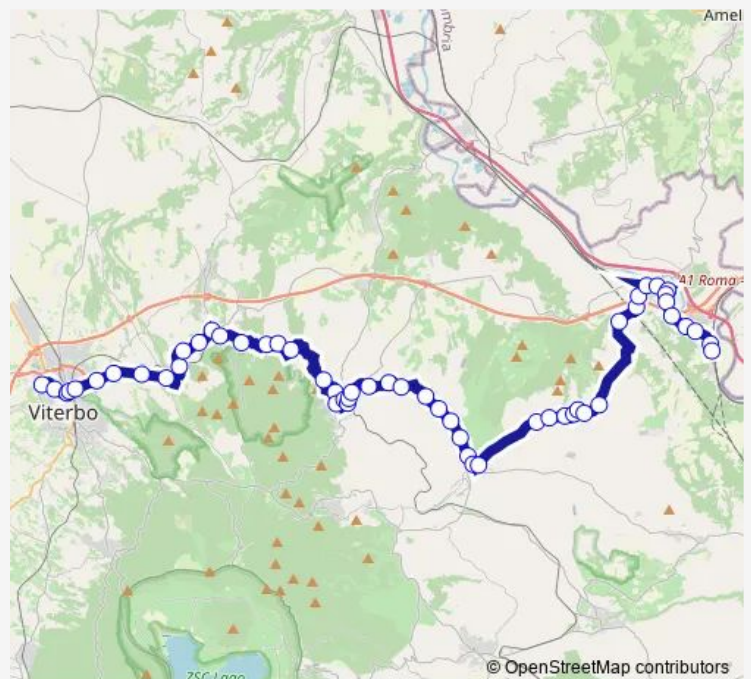 Amel
mbria
A1 Roma -
Viterbo
ZSC Lago
© OpenStreetMap contributors